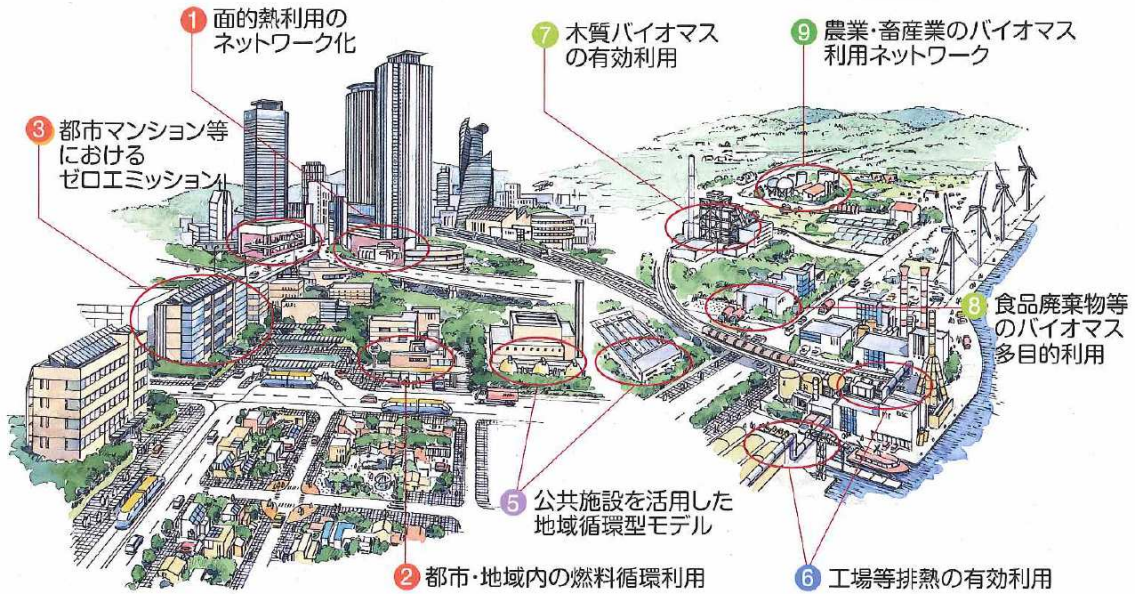 1 面的熱利用の
ネットワーク化
7 木質バイオマス
の有効利用
9 農業・畜産業のバイオマス
利用ネットワーク
3 都市マンション等
における
ゼロエミッション
8 食品廃棄物等
のバイオマス
多目的利用
5 公共施設を活用した
地域循環型モデル
2 都市・地域内の燃料循環利用
6 工場等排熱の有効利用